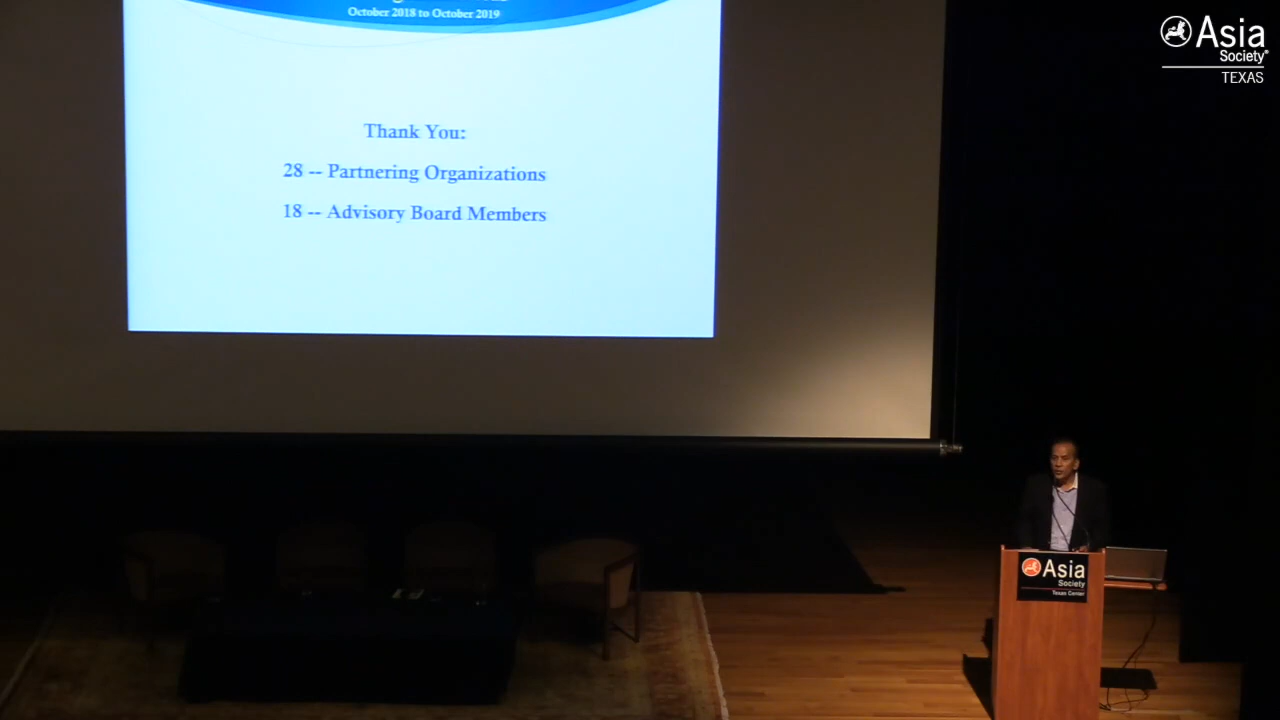 October 2018 to October 2019
Thank You:
28 -- Partnering Organizations
18 -- Advisory Board Members
Asia
Society®
TEXAS
Asia
Society
Texas Center